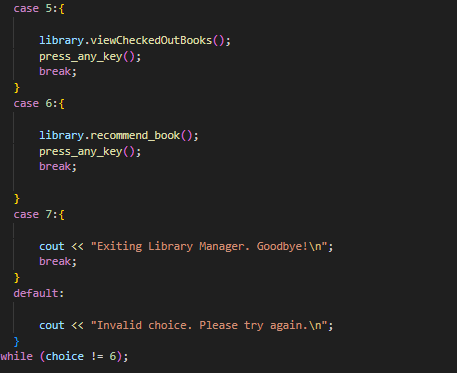 case 5:{
library.viewCheckedOutBooks();
press_any_key();
break;
}
case 6:{
library.recommend_book();
press_any_key();
break;
}
case 7:{
cout << "Exiting Library Manager. Goodbye!\n";
break;
}
default:
cout << "Invalid choice. Please try again.\n";
}
while (choice != 6);